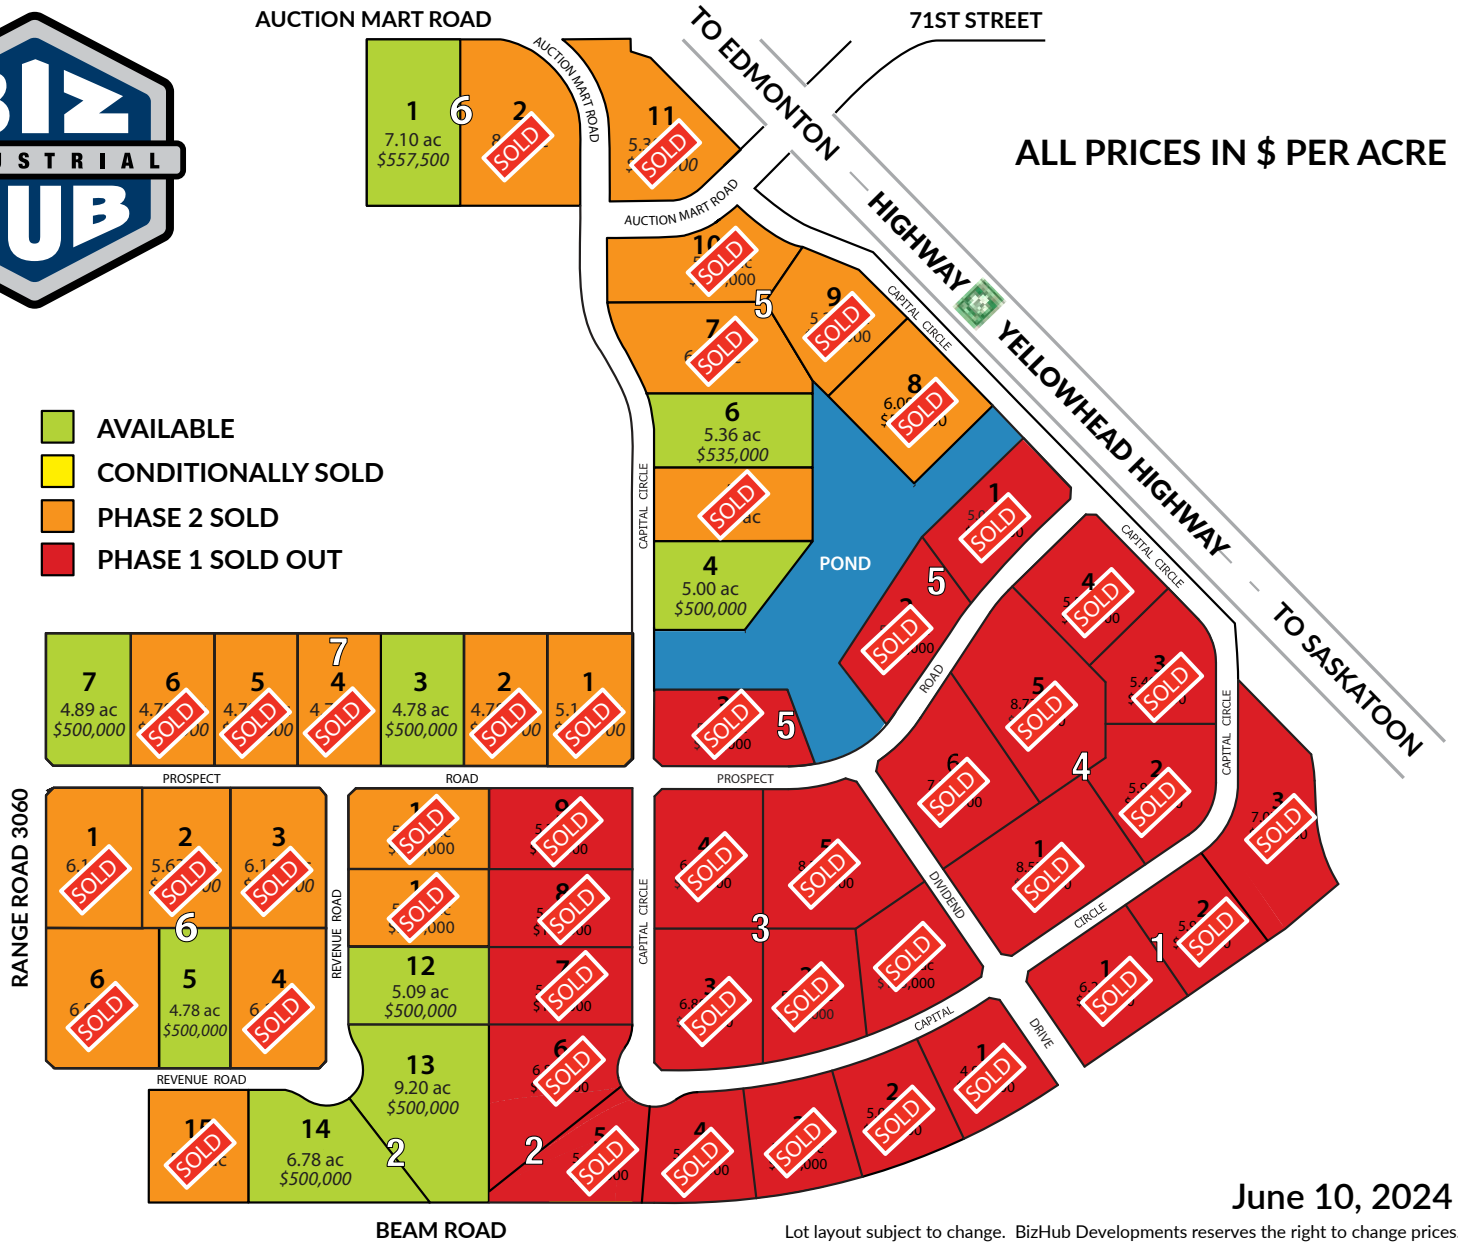 AUCTION MART ROAD
71ST STREET
BIZ
USTRIAL
UB
TO EDMONTON
HIGHWAY
YELLOWHEAD HIGHWAY
TO SASKATOON
ALL PRICES IN $ PER ACRE
AUCTION MART ROAD
1
7.10 ac
$557,500
6
2
SOLD
11
SOLD
AUCTION MART ROAD
10
SOLD
5
9
SOLD
CAPITAL CIRCLE
7
SOLD
8
SOLD
6
5.36 ac
$535,000
SOLD
ac
4
5.00 ac
$500,000
CAPITAL CIRCLE
POND
AVAILABLE
CONDITIONALLY SOLD
PHASE 2 SOLD
PHASE 1 SOLD OUT
1
SOLD
5
SOLD
SOLD
5
ROAD
CAPITAL CIRCLE
4
SOLD
3
SOLD
5
SOLD
6
SOLD
4
2
SOLD
1
SOLD
CAPITAL CIRCLE
3
SOLD
7
7
4.89 ac
$500,000
6
SOLD
5
SOLD
4
SOLD
3
4.78 ac
$500,000
2
SOLD
1
SOLD
PROSPECT
ROAD
PROSPECT
RANGE ROAD 3060
1
SOLD
2
SOLD
3
SOLD
6
6
SOLD
5
4.78 ac
$500,000
4
SOLD
REVENUE ROAD
REVENUE ROAD
SOLD
SOLD
12
5.09 ac
$500,000
13
9.20 ac
$500,000
14
6.78 ac
$500,000
15
SOLD
2
9
SOLD
8
SOLD
7
SOLD
6
SOLD
2
5
SOLD
4
SOLD
SOLD
2
SOLD
1
SOLD
CAPITAL CIRCLE
4
SOLD
5
SOLD
3
3
SOLD
SOLD
SOLD
DIVIDEND
DRIVE
CAPITAL
CIRCLE
1
SOLD
1
2
SOLD
BEAM ROAD
June 10, 2024
Lot layout subject to change. BizHub Developments reserves the right to change prices.